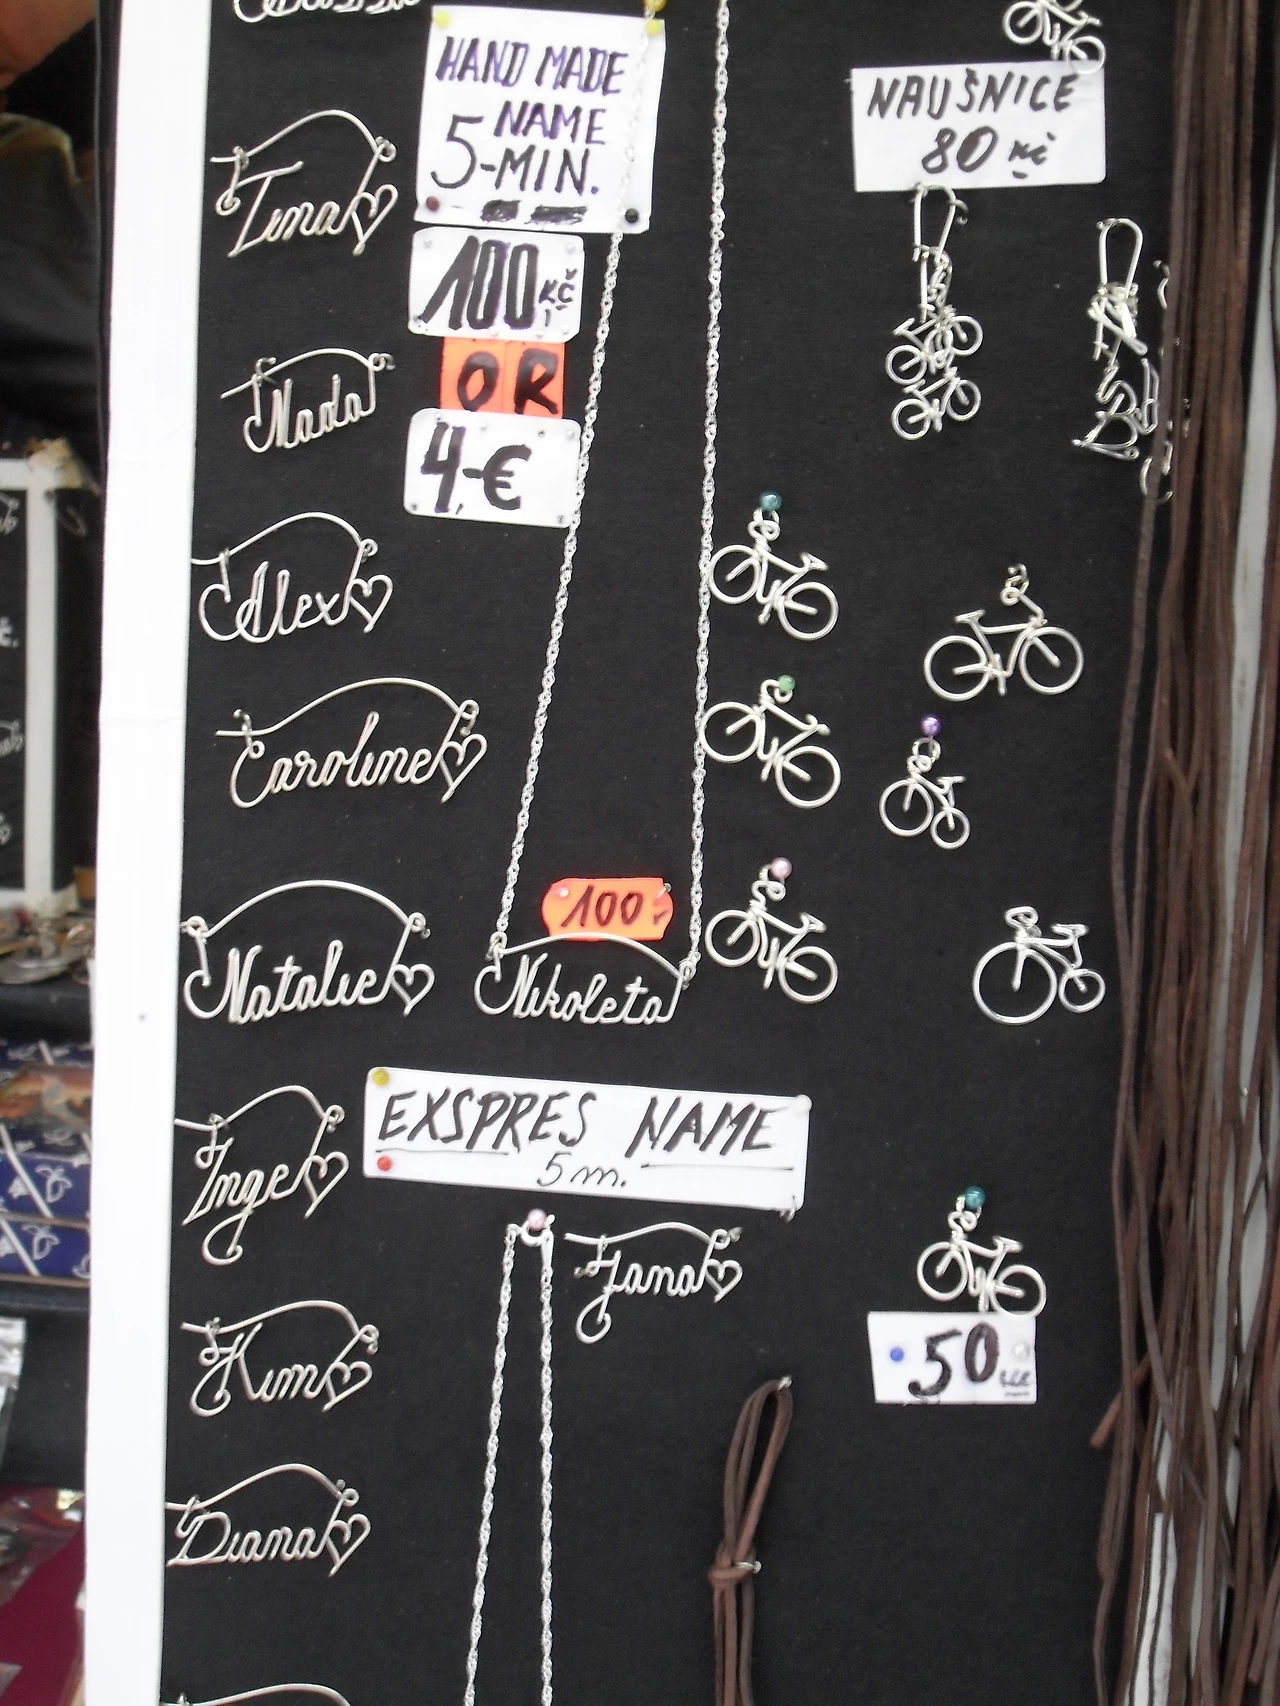 HAND MADE
NAME
5-MIN.
100 Kč
OR
4,-€
NAUŠNICE
80 Kč
Tina
Nada
Alex
Caroline
Natalie
100,-
Nikoleta
EXSPRES NAME
5 m.
Inge
Jana
Kim
50
Diana